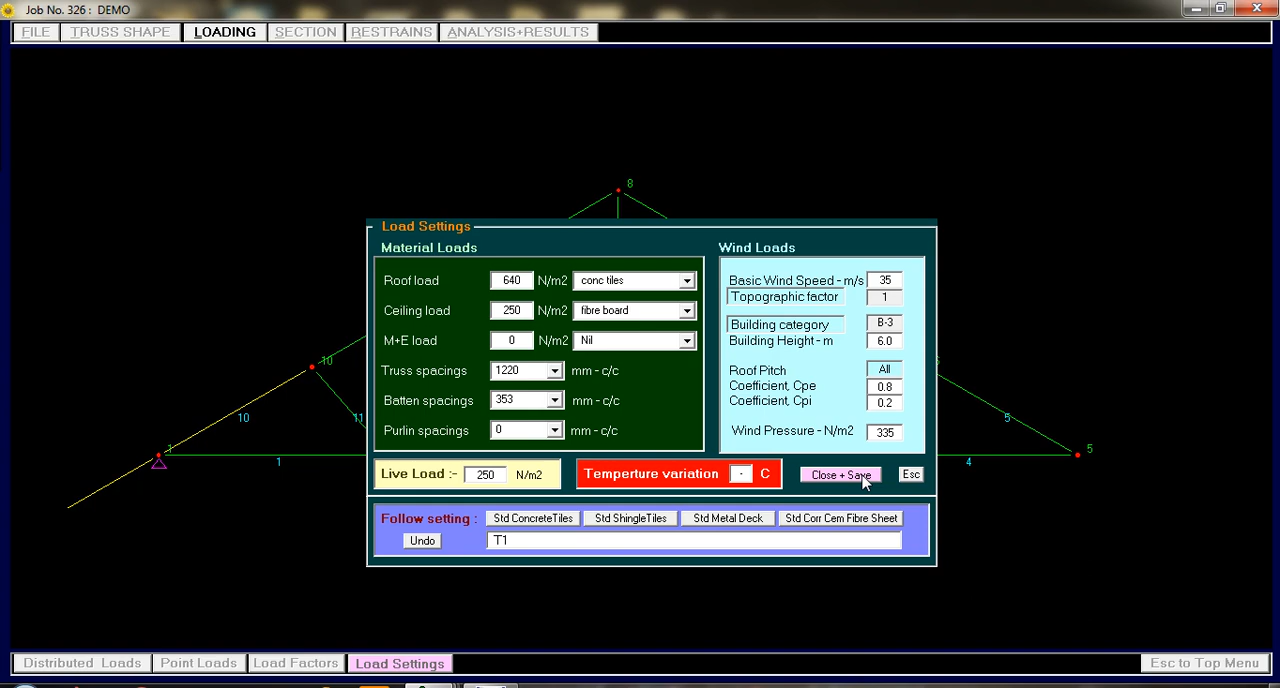 Job No. 326 : DEMO
FILE TRUSS SHAPE LOADING SECTION RESTRAINS ANALYSIS+RESULTS
8
Load Settings
Material Loads
Roof load 640 N/m2 conc tiles
Ceiling load 250 N/m2 fibre board
M+E load 0 N/m2 Nil
Truss spacings 1220 mm - c/c
Batten spacings 353 mm - c/c
Purlin spacings 0 mm - c/c
Wind Loads
Basic Wind Speed - m/s 35
Topographic factor 1
Building category B-3
Building Height - m 6.0
Roof Pitch All
Coefficient, Cpe 0.8
Coefficient, Cpi 0.2
Wind Pressure - N/m2 335
Live Load :- 250 N/m2
Temperture variation - C
Close + Save Esc
Follow setting : Std ConcreteTiles Std ShingleTiles Std Metal Deck Std Corr Cem Fibre Sheet
Undo T1
10
10
11
1
1
5
5
4
Distributed Loads Point Loads Load Factors Load Settings Esc to Top Menu